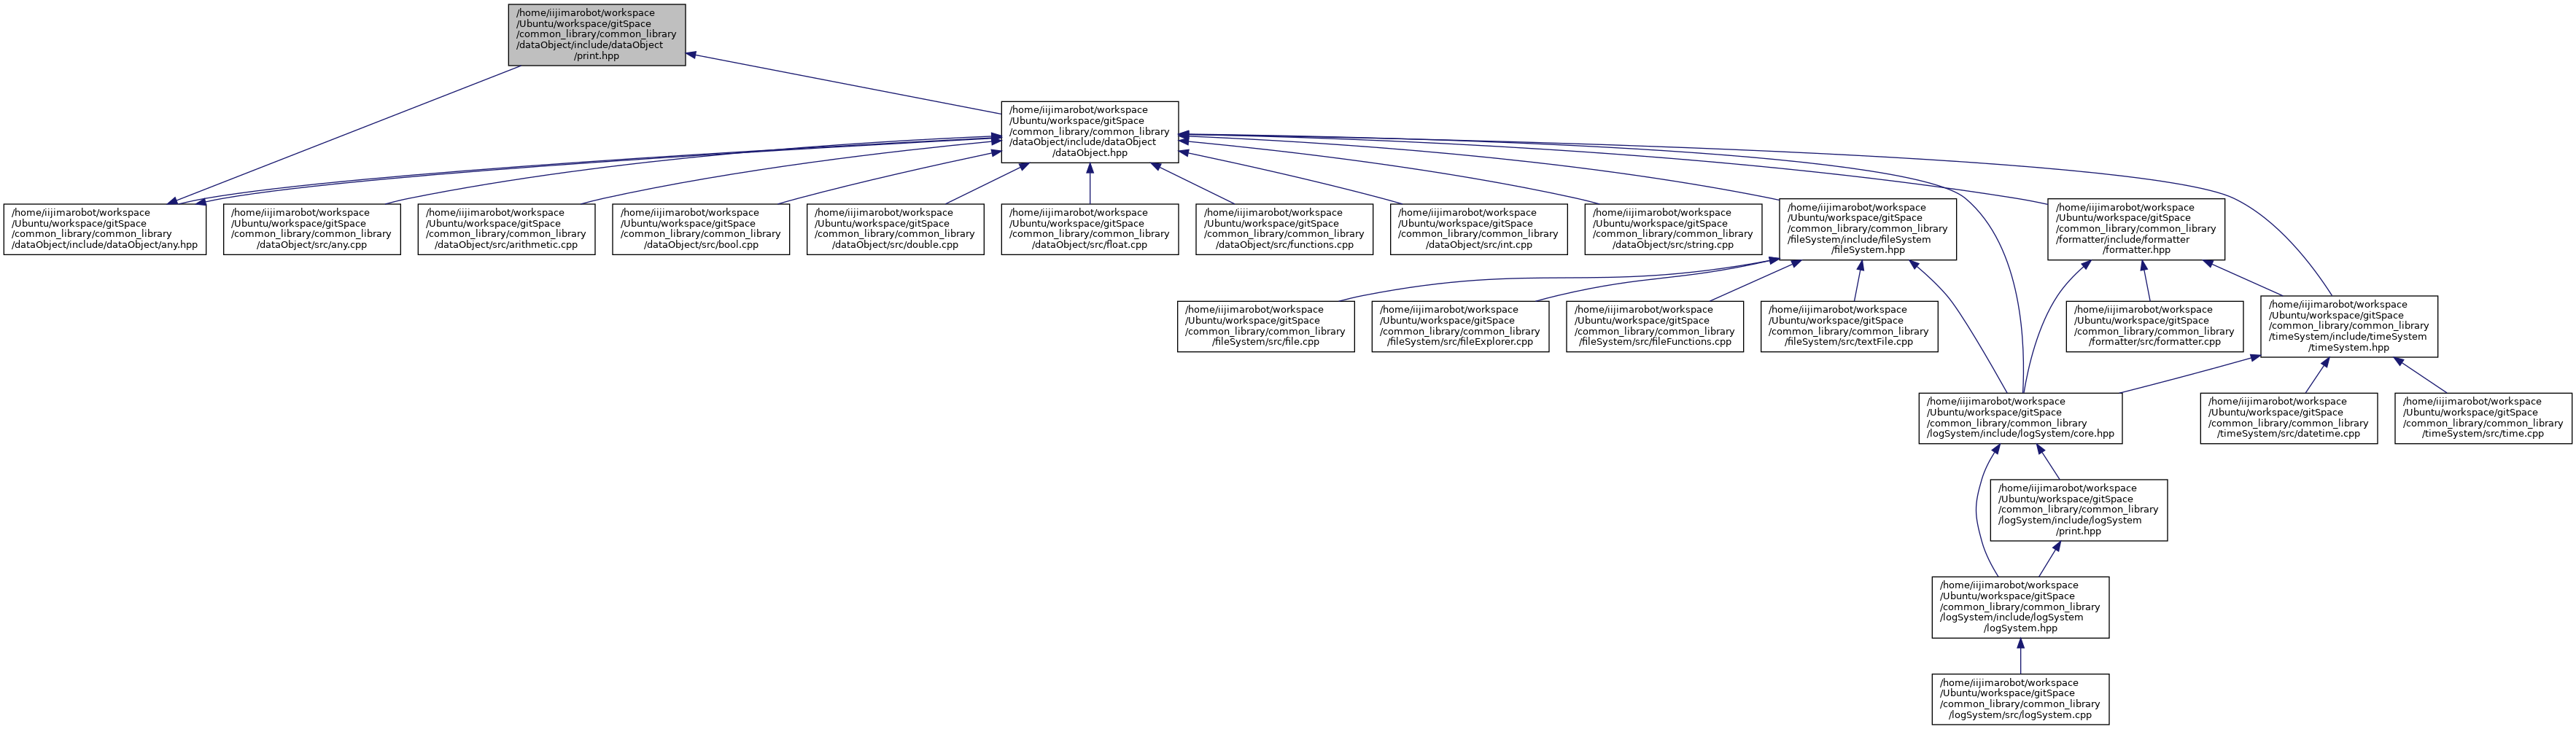 /home/iijimarobot/workspace
/Ubuntu/workspace/gitSpace
/common_library/common_library
/dataObject/include/dataObject
/print.hpp
/home/iijimarobot/workspace
/Ubuntu/workspace/gitSpace
/common_library/common_library
/dataObject/include/dataObject
/dataObject.hpp
/home/iijimarobot/workspace
/Ubuntu/workspace/gitSpace
/common_library/common_library
/dataObject/include/dataObject/any.hpp
/home/iijimarobot/workspace
/Ubuntu/workspace/gitSpace
/common_library/common_library
/dataObject/src/any.cpp
/home/iijimarobot/workspace
/Ubuntu/workspace/gitSpace
/common_library/common_library
/dataObject/src/arithmetic.cpp
/home/iijimarobot/workspace
/Ubuntu/workspace/gitSpace
/common_library/common_library
/dataObject/src/bool.cpp
/home/iijimarobot/workspace
/Ubuntu/workspace/gitSpace
/common_library/common_library
/dataObject/src/double.cpp
/home/iijimarobot/workspace
/Ubuntu/workspace/gitSpace
/common_library/common_library
/dataObject/src/float.cpp
/home/iijimarobot/workspace
/Ubuntu/workspace/gitSpace
/common_library/common_library
/dataObject/src/functions.cpp
/home/iijimarobot/workspace
/Ubuntu/workspace/gitSpace
/common_library/common_library
/dataObject/src/int.cpp
/home/iijimarobot/workspace
/Ubuntu/workspace/gitSpace
/common_library/common_library
/dataObject/src/string.cpp
/home/iijimarobot/workspace
/Ubuntu/workspace/gitSpace
/common_library/common_library
/fileSystem/include/fileSystem
/fileSystem.hpp
/home/iijimarobot/workspace
/Ubuntu/workspace/gitSpace
/common_library/common_library
/formatter/include/formatter
/formatter.hpp
/home/iijimarobot/workspace
/Ubuntu/workspace/gitSpace
/common_library/common_library
/fileSystem/src/file.cpp
/home/iijimarobot/workspace
/Ubuntu/workspace/gitSpace
/common_library/common_library
/fileSystem/src/fileExplorer.cpp
/home/iijimarobot/workspace
/Ubuntu/workspace/gitSpace
/common_library/common_library
/fileSystem/src/fileFunctions.cpp
/home/iijimarobot/workspace
/Ubuntu/workspace/gitSpace
/common_library/common_library
/fileSystem/src/textFile.cpp
/home/iijimarobot/workspace
/Ubuntu/workspace/gitSpace
/common_library/common_library
/formatter/src/formatter.cpp
/home/iijimarobot/workspace
/Ubuntu/workspace/gitSpace
/common_library/common_library
/timeSystem/include/timeSystem
/timeSystem.hpp
/home/iijimarobot/workspace
/Ubuntu/workspace/gitSpace
/common_library/common_library
/logSystem/include/logSystem/core.hpp
/home/iijimarobot/workspace
/Ubuntu/workspace/gitSpace
/common_library/common_library
/timeSystem/src/datetime.cpp
/home/iijimarobot/workspace
/Ubuntu/workspace/gitSpace
/common_library/common_library
/timeSystem/src/time.cpp
/home/iijimarobot/workspace
/Ubuntu/workspace/gitSpace
/common_library/common_library
/logSystem/include/logSystem
/print.hpp
/home/iijimarobot/workspace
/Ubuntu/workspace/gitSpace
/common_library/common_library
/logSystem/include/logSystem
/logSystem.hpp
/home/iijimarobot/workspace
/Ubuntu/workspace/gitSpace
/common_library/common_library
/logSystem/src/logSystem.cpp